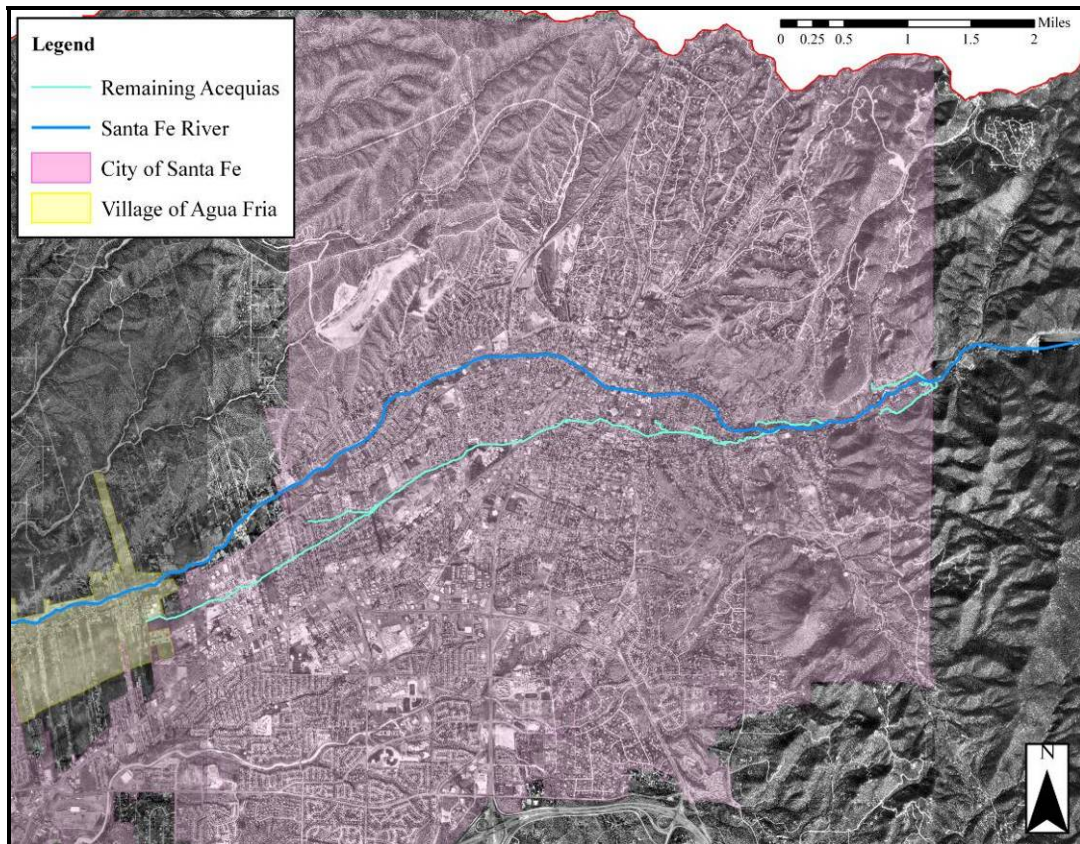 Legend
Remaining Acequias
Santa Fe River
City of Santa Fe
Village of Agua Fria
Miles
0 0.25 0.5 1 1.5 2
N